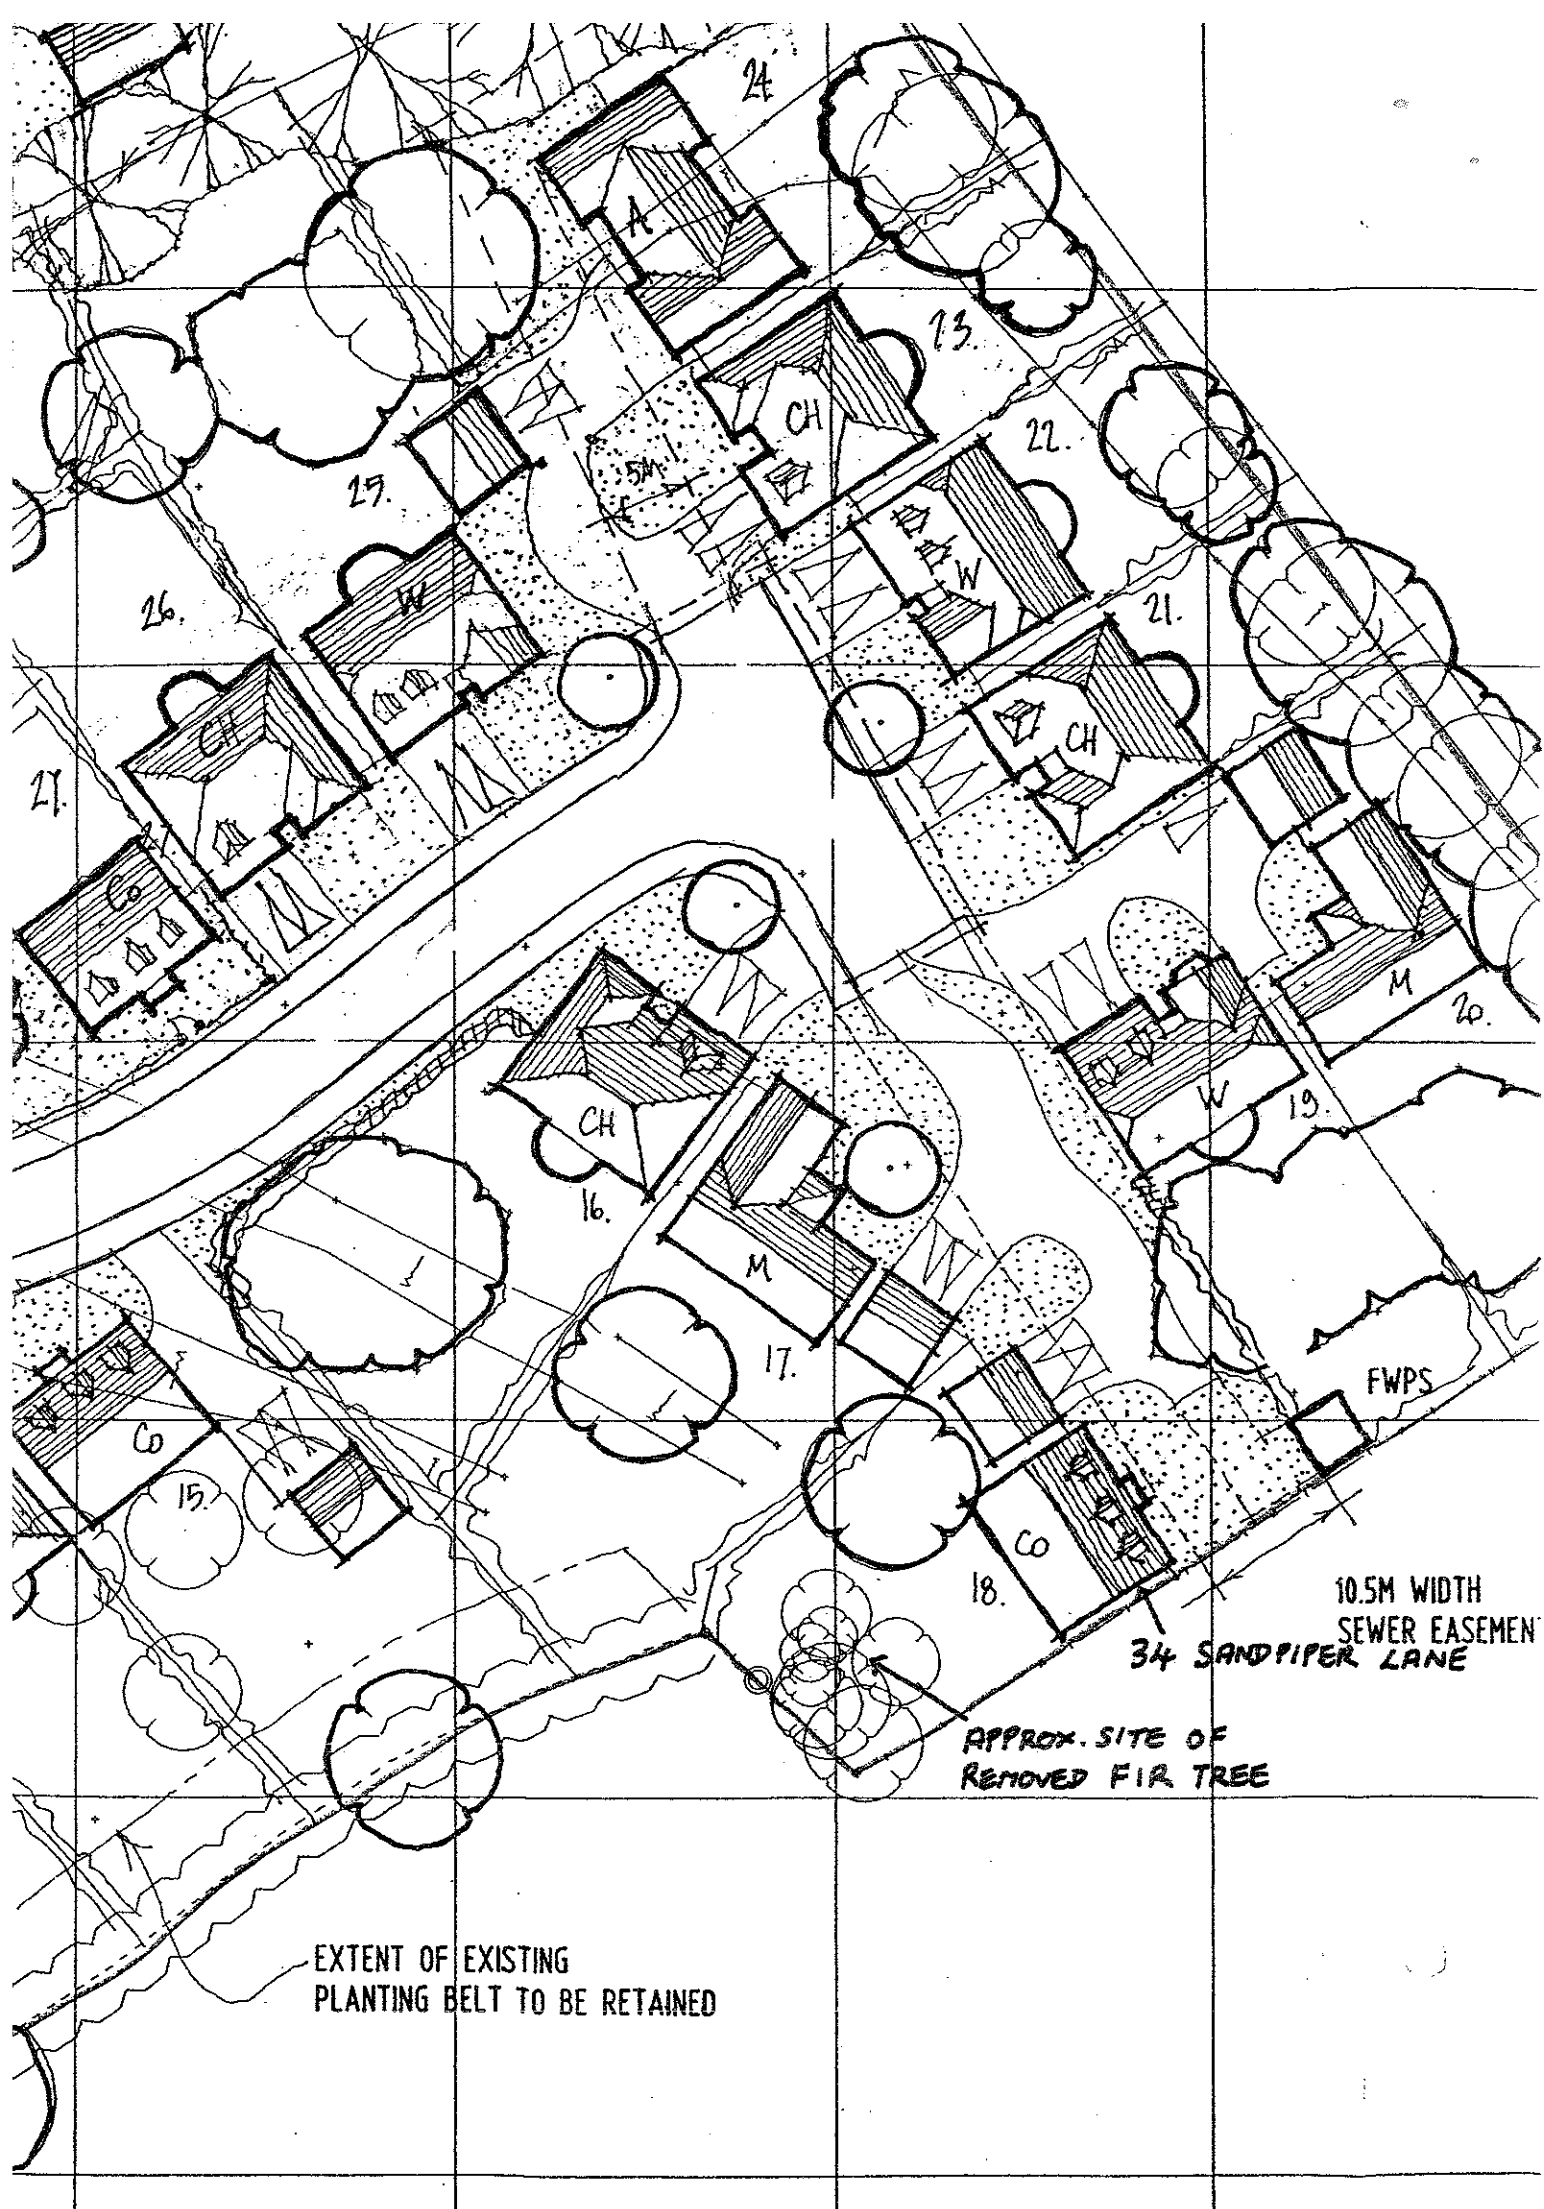 24.
A
23.
CH
22.
5M
25.
W
W
26.
21.
CH
CH
27.
Co
M
20.
W
19.
CH
16.
M
17.
FWPS
Co
15.
Co
18.
10.5M WIDTH
SEWER EASEMEN
34 SANDPIPER LANE
APPROX. SITE OF
REMOVED FIR TREE
EXTENT OF EXISTING
PLANTING BELT TO BE RETAINED